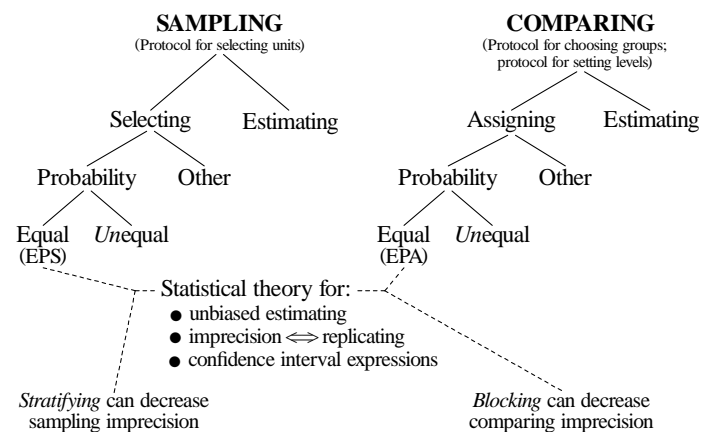 SAMPLING
(Protocol for selecting units)
Selecting
Estimating
Probability
Other
Equal
(EPS)
Unequal
COMPARING
(Protocol for choosing groups;
protocol for setting levels)
Assigning
Estimating
Probability
Other
Equal
(EPA)
Unequal
Statistical theory for:
● unbiased estimating
● imprecision ⇔ replicating
● confidence interval expressions
Stratifying can decrease
sampling imprecision
Blocking can decrease
comparing imprecision